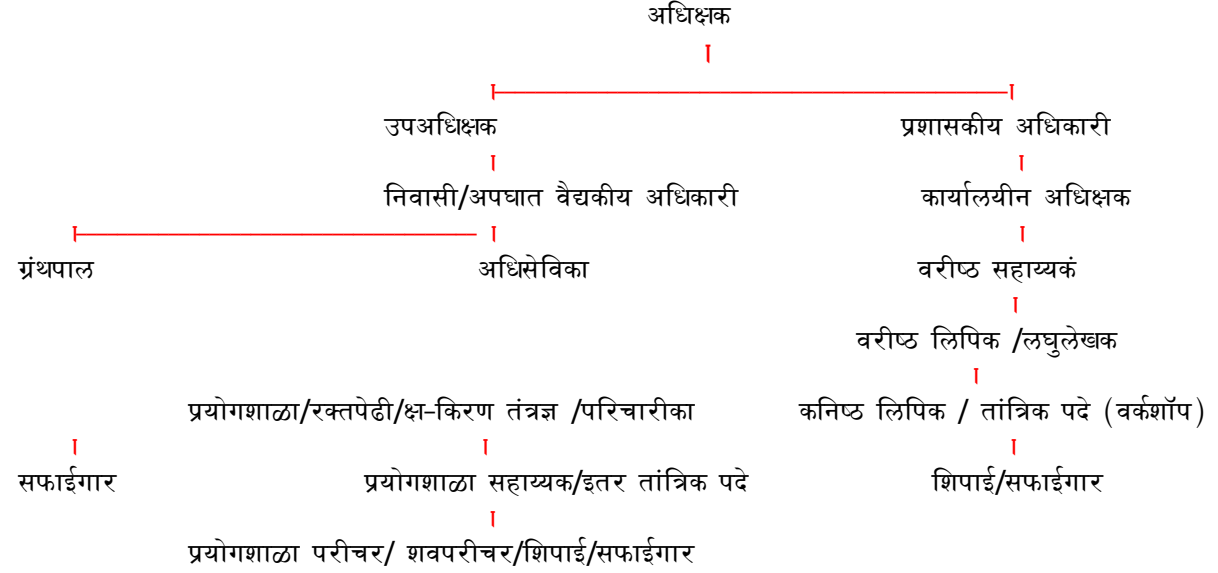 अधिक्षक
उपअधिक्षक प्रशासकीय अधिकारी
निवासी/अपघात वैद्यकीय अधिकारी कार्यालयीन अधिक्षक
ग्रंथपाल अधिसेविका वरीष्ठ सहाय्यकं
वरीष्ठ लिपिक /लघुलेखक
प्रयोगशाळा/रक्तपेढी/क्ष-किरण तंत्रज्ञ /परिचारीका कनिष्ठ लिपिक / तांत्रिक पदे (वर्कशॉप)
सफाईगार प्रयोगशाळा सहाय्यक/इतर तांत्रिक पदे शिपाई/सफाईगार
प्रयोगशाळा परीचर/ शवपरीचर/शिपाई/सफाईगार